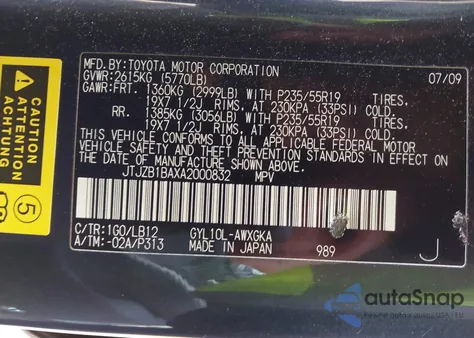 MFD.BY:TOYOTA MOTOR CORPORATION 07/09
GVWR:2615KG (5770LB)
GAWR:FRT. 1360KG (2999LB) WITH P235/55R19 TIRES,
19X7 1/2J RIMS, AT 230KPA (33PSI) COLD
RR. 1385KG (3056LB) WITH P235/55R19 TIRES,
19X7 1/2J RIMS, AT 230KPA (33PSI) COLD
THIS VEHICLE CONFORMS TO ALL APPLICABLE FEDERAL MOTOR
VEHICLE SAFETY AND THEFT PREVENTION STANDARDS IN EFFECT
ON THE DATE OF MANUFACTURE SHOWN ABOVE.
JTJZB1BAXA2000832 MPV
C/TR:1G0/LB12 GYL10L-AWXGKA
A/TM:-02A/P313 MADE IN JAPAN 989 J
5
autoSnap